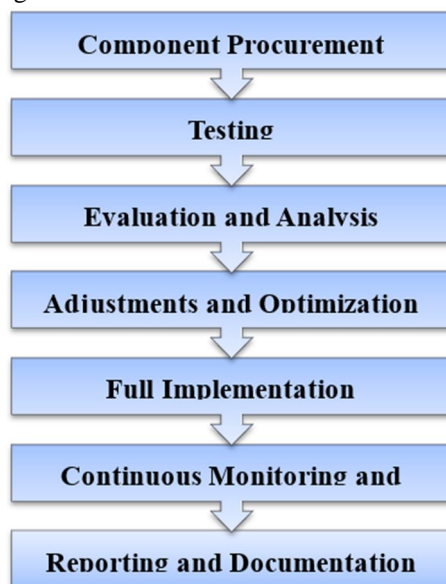 Component Procurement
Testing
Evaluation and Analysis
Adjustments and Optimization
Full Implementation
Continuous Monitoring and
Reporting and Documentation